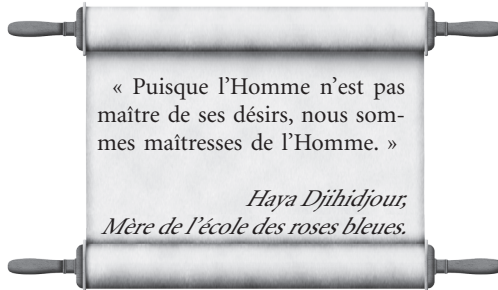 « Puisque l’Homme n’est pas
maître de ses désirs, nous som-
mes maîtresses de l’Homme. »
Haya Djihidjour,
Mère de l’école des roses bleues.